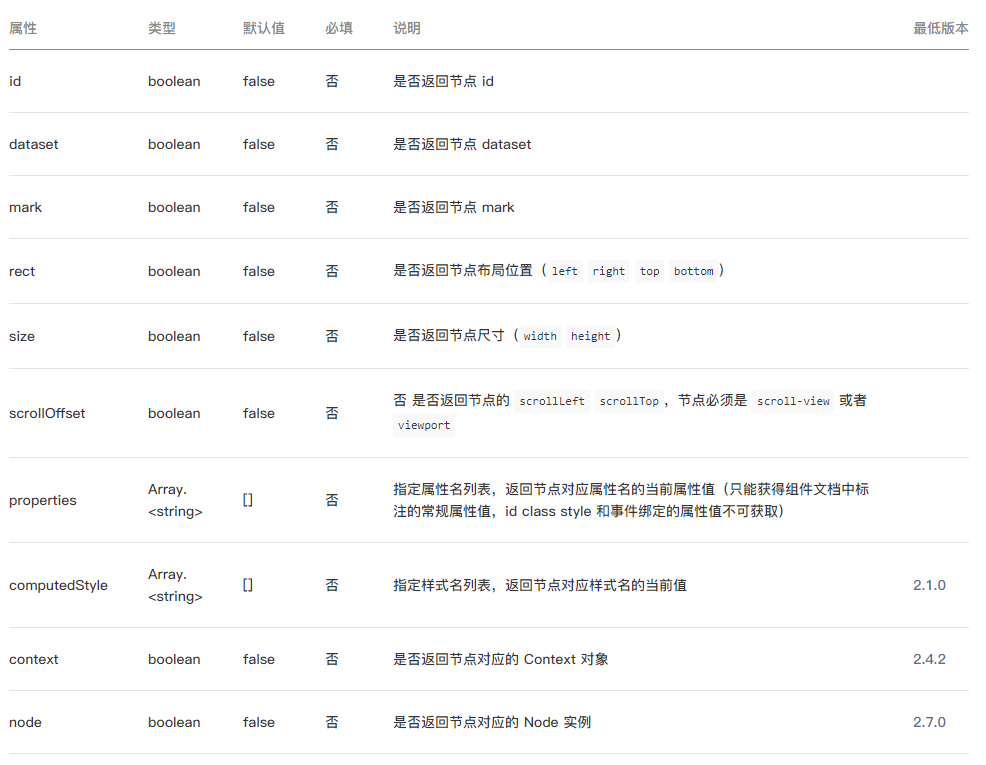 属性 类型 默认值 必填 说明 最低版本
id boolean false 否 是否返回节点 id
dataset boolean false 否 是否返回节点 dataset
mark boolean false 否 是否返回节点 mark
rect boolean false 否 是否返回节点布局位置（left right top bottom）
size boolean false 否 是否返回节点尺寸（width height）
scrollOffset boolean false 否 否 是否返回节点的 scrollLeft scrollTop，节点必须是 scroll-view 或者
viewport
properties Array. [] 否 指定属性名列表，返回节点对应属性名的当前属性值（只能获得组件文档中标
<string> 注的常规属性值，id class style 和事件绑定的属性值不可获取）
computedStyle Array. [] 否 指定样式名列表，返回节点对应样式名的当前值 2.1.0
<string>
context boolean false 否 是否返回节点对应的 Context 对象 2.4.2
node boolean false 否 是否返回节点对应的 Node 实例 2.7.0